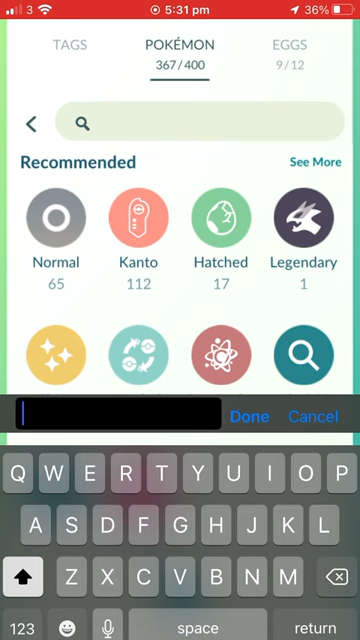 3 5:31 pm 36%
TAGS POKÉMON EGGS
367/400 9/12
Recommended See More
Normal Kanto Hatched Legendary
65 112 17 1
Done Cancel
Q W E R T Y U I O P
A S D F G H J K L
Z X C V B N M
123 space return